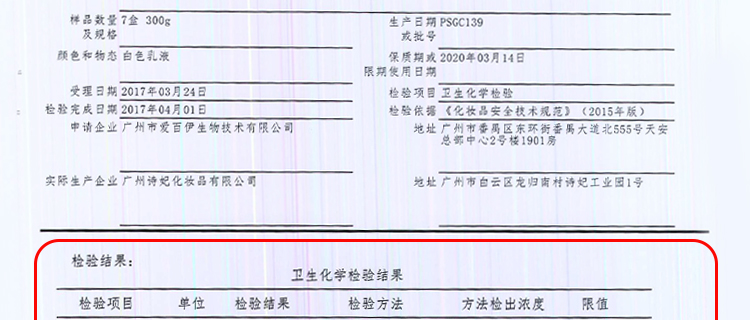 样品数量及规格 7盒 300g
生产日期或批号 PSGC139
颜色和物态 白色乳液
保质期或限期使用日期 2020年03月14日
受理日期 2017年03月24日
检验项目 卫生化学检验
检验完成日期 2017年04月01日
检验依据 《化妆品安全技术规范》（2015年版）
申请企业 广州市爱百伊生物技术有限公司
地址 广州市番禺区东环街番禺大道北555号天安总部中心2号楼1901房
实际生产企业 广州诗妃化妆品有限公司
地址 广州市白云区龙归南村诗妃工业园1号
检验结果：
卫生化学检验结果
检验项目 单位 检验结果 检验方法 方法检出浓度 限值